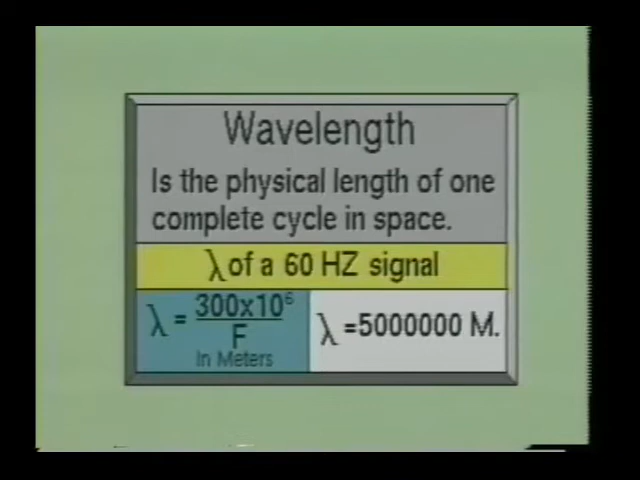 Wavelength
Is the physical length of one
complete cycle in space.
λ of a 60 HZ signal
λ = 300x10⁶
F
In Meters
λ =5000000 M.